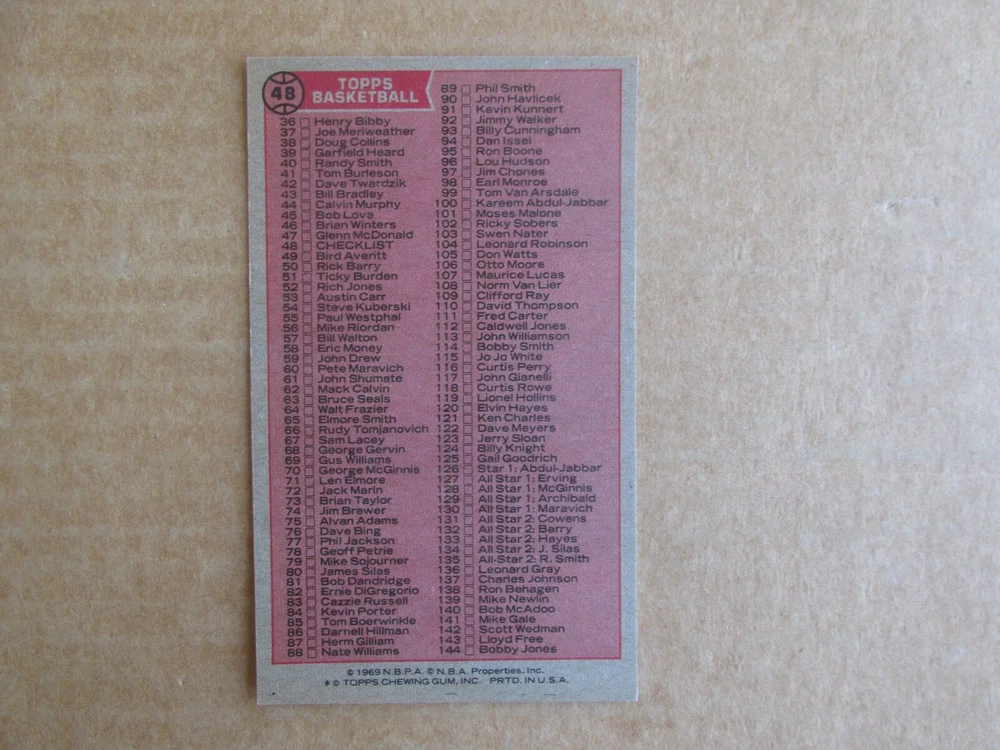 48
TOPPS
BASKETBALL
36 Henry Bibby
37 Joe Meriweather
38 Doug Collins
39 Garfield Heard
40 Randy Smith
41 Tom Burleson
42 Dave Twardzik
43 Bill Bradley
44 Calvin Murphy
45 Bob Love
46 Brian Winters
47 Glenn McDonald
48 CHECKLIST
49 Bird Averitt
50 Rick Barry
51 Ticky Burden
52 Rich Jones
53 Austin Carr
54 Steve Kuberski
55 Paul Westphal
56 Mike Riordan
57 Bill Walton
58 Eric Money
59 John Drew
60 Pete Maravich
61 John Shumate
62 Mack Calvin
63 Bruce Seals
64 Walt Frazier
65 Elmore Smith
66 Rudy Tomjanovich
67 Sam Lacey
68 George Gervin
69 Gus Williams
70 George McGinnis
71 Len Elmore
72 Jack Marin
73 Brian Taylor
74 Jim Brewer
75 Alvan Adams
76 Dave Bing
77 Phil Jackson
78 Geoff Petrie
79 Mike Sojourner
80 James Silas
81 Bob Dandridge
82 Ernie DiGregorio
83 Cazzie Russell
84 Kevin Porter
85 Tom Boerwinkle
86 Darnell Hillman
87 Herm Gilliam
88 Nate Williams
89 Phil Smith
90 John Havlicek
91 Kevin Kunnert
92 Jimmy Walker
93 Billy Cunningham
94 Dan Issel
95 Ron Boone
96 Lou Hudson
97 Jim Chones
98 Earl Monroe
99 Tom Van Arsdale
100 Kareem Abdul-Jabbar
101 Moses Malone
102 Ricky Sobers
103 Swen Nater
104 Leonard Robinson
105 Don Watts
106 Otto Moore
107 Maurice Lucas
108 Norm Van Lier
109 Clifford Ray
110 David Thompson
111 Fred Carter
112 Caldwell Jones
113 John Williamson
114 Bobby Smith
115 Jo Jo White
116 Curtis Perry
117 John Gianelli
118 Curtis Rowe
119 Lionel Hollins
120 Elvin Hayes
121 Ken Charles
122 Dave Meyers
123 Jerry Sloan
124 Billy Knight
125 Gail Goodrich
126 Star 1: Abdul-Jabbar
127 All Star 1: Erving
128 All Star 1: McGinnis
129 All Star 1: Archibald
130 All Star 1: Maravich
131 All Star 2: Cowens
132 All Star 2: Barry
133 All Star 2: Hayes
134 All Star 2: J. Silas
135 All-Star 2: R. Smith
136 Leonard Gray
137 Charles Johnson
138 Ron Behagen
139 Mike Newlin
140 Bob McAdoo
141 Mike Gale
142 Scott Wedman
143 Lloyd Free
144 Bobby Jones
© 1969 N.B.P.A. © N.B.A. Properties, Inc.
* © TOPPS CHEWING GUM, INC. PRTD. IN U.S.A.